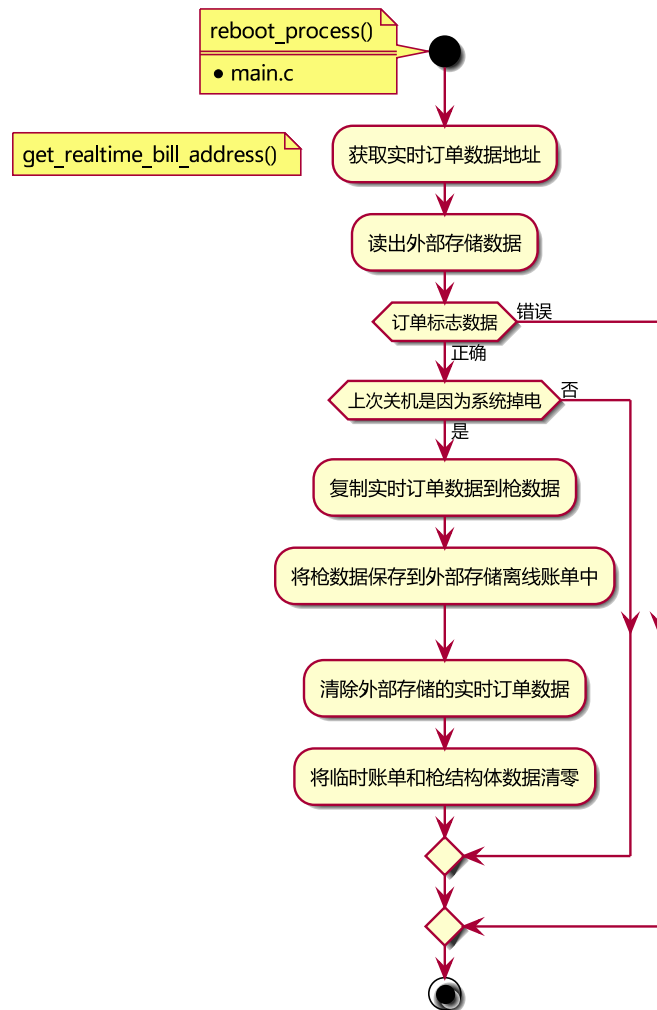 reboot_process()
• main.c
get_realtime_bill_address()
获取实时订单数据地址
读出外部存储数据
订单标志数据
错误
正确
上次关机是因为系统掉电
否
是
复制实时订单数据到枪数据
将枪数据保存到外部存储离线账单中
清除外部存储的实时订单数据
将临时账单和枪结构体数据清零